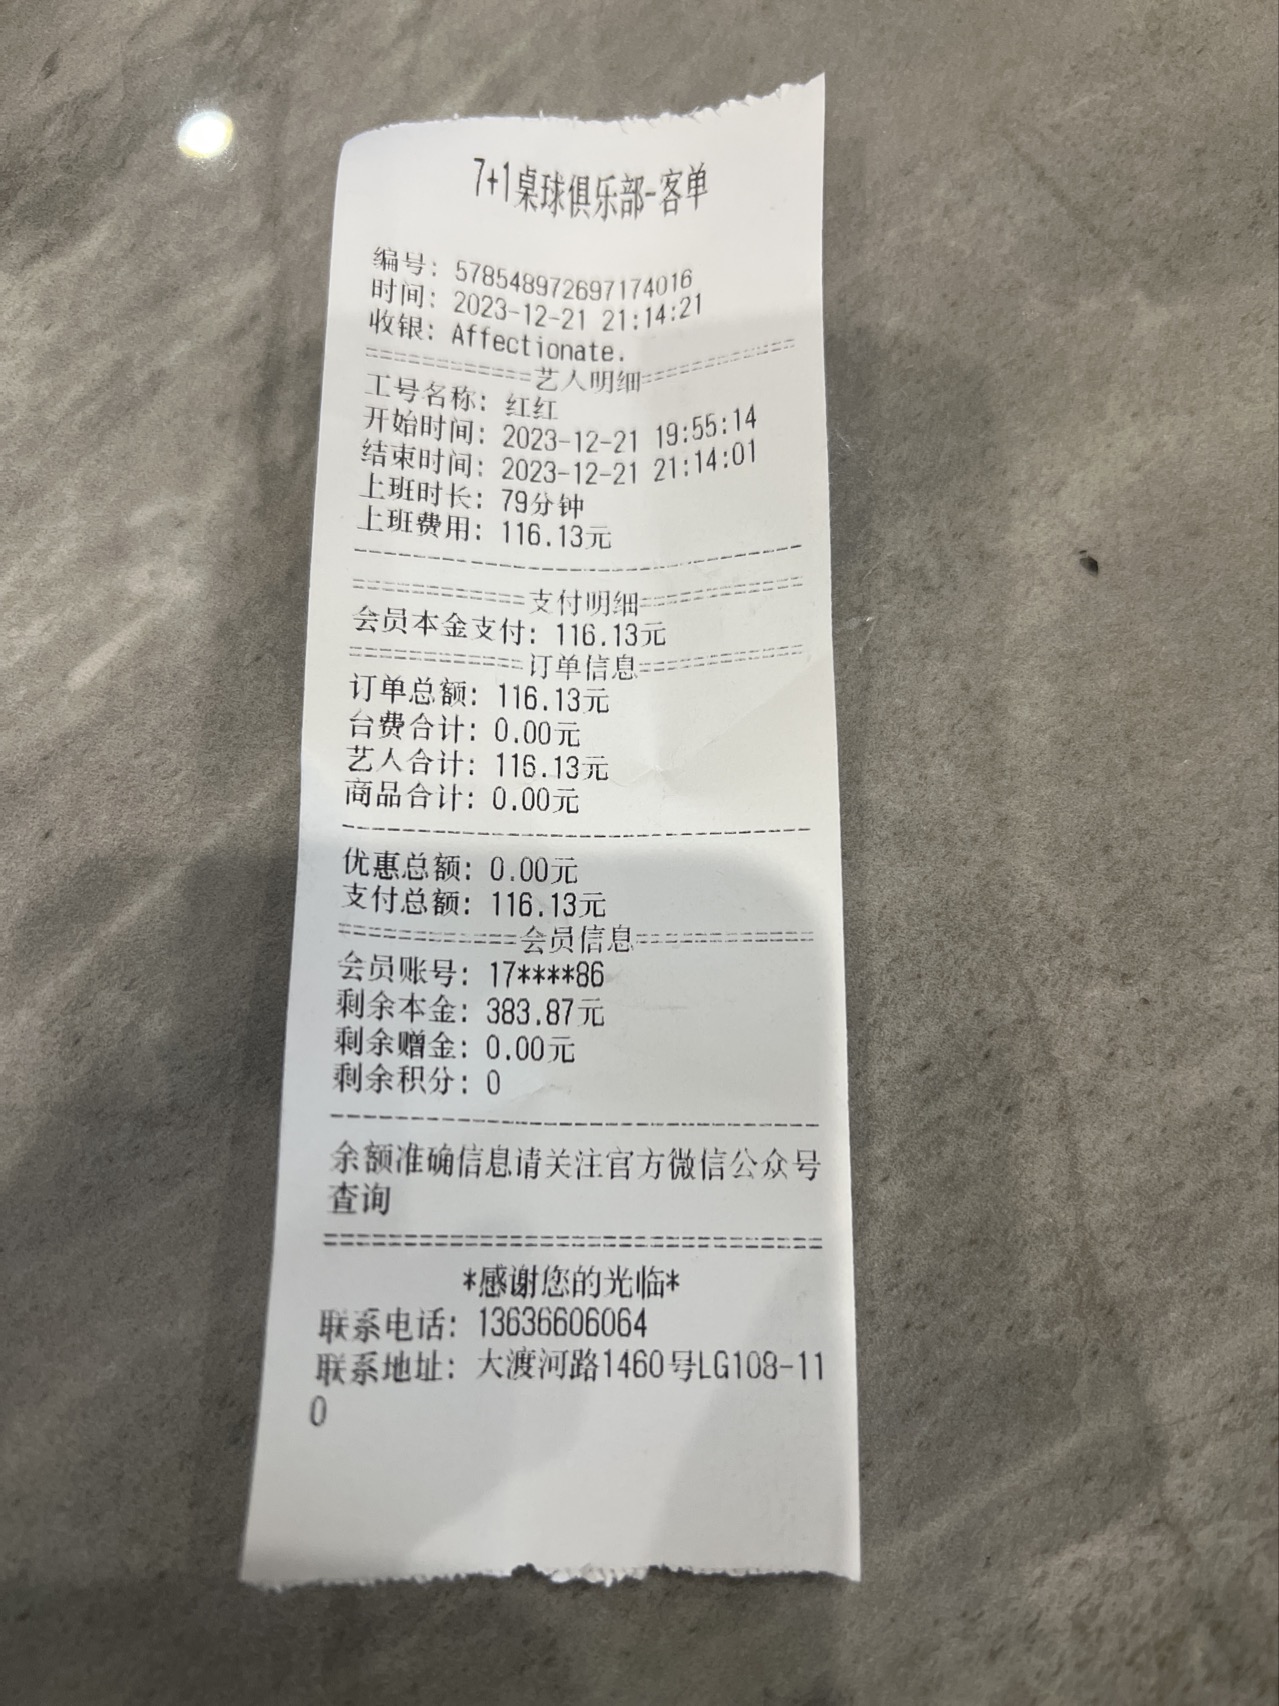 7+1桌球俱乐部-客单
编号: 578548972697174016
时间: 2023-12-21 21:14:21
收银: Affectionate.
===========艺人明细===========
工号名称: 红红
开始时间: 2023-12-21 19:55:14
结束时间: 2023-12-21 21:14:01
上班时长: 79分钟
上班费用: 116.13元
--------------------------------
===========支付明细===========
会员本金支付: 116.13元
===========订单信息===========
订单总额: 116.13元
台费合计: 0.00元
艺人合计: 116.13元
商品合计: 0.00元
--------------------------------
优惠总额: 0.00元
支付总额: 116.13元
===========会员信息===========
会员账号: 17****86
剩余本金: 383.87元
剩余赠金: 0.00元
剩余积分: 0
--------------------------------
余额准确信息请关注官方微信公众号
查询
================================
*感谢您的光临*
联系电话: 13636606064
联系地址: 大渡河路1460号LG108-11
0